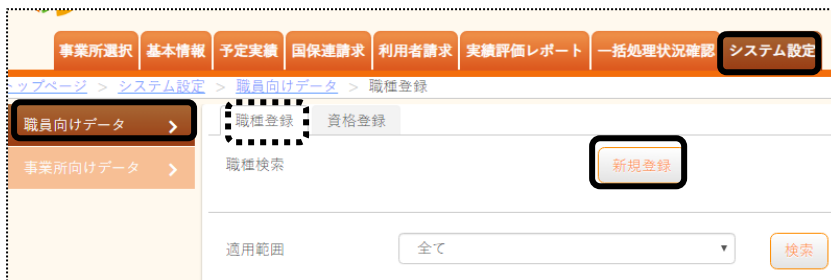 事業所選択 基本情報 予定実績 国保連請求 利用者請求 実績評価レポート 一括処理状況確認 システム設定
ップページ > システム設定 > 職員向けデータ > 職種登録
職員向けデータ
職種登録 資格登録
事業所向けデータ
職種検索 新規登録
適用範囲 全て 検索